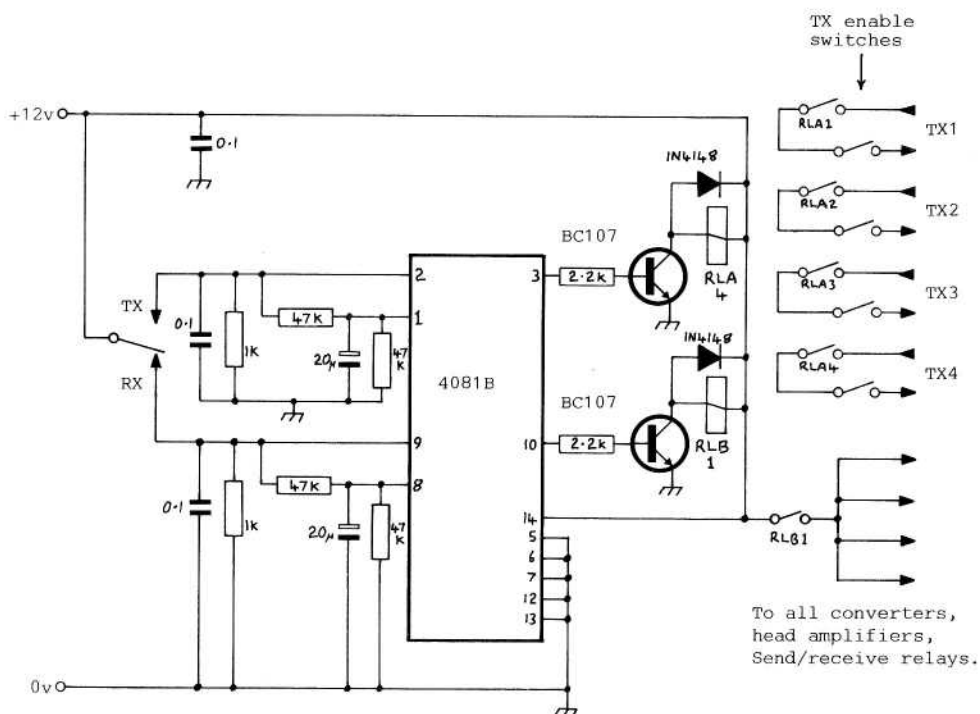 TX enable
switches
+12v
0.1
RLA1
TX1
1N4148
RLA2
TX2
BC107
2
3
2.2k
RLA
4
RLA3
TX3
TX
47k
1
0.1
1k
20μ
47
k
1N4148
RLA4
TX4
RX
4081B
BC107
9
10
2.2k
RLB
1
47k
8
0.1
1k
20μ
47
k
14
RLB1
5
6
7
12
13
To all converters,
head amplifiers,
Send/receive relays.
0v